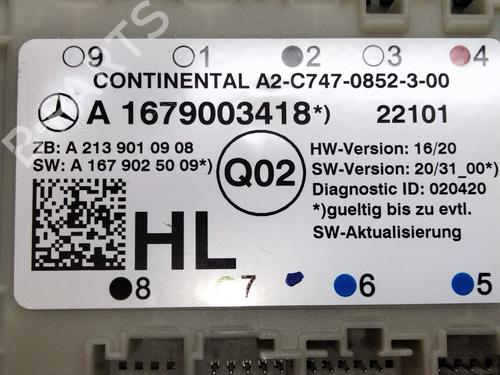 9 1 2 3 4
CONTINENTAL A2-C747-0852-3-00
A 1679003418*) 22101
ZB: A 213 901 09 08
SW: A 167 902 50 09*)
Q02
HW-Version: 16/20
SW-Version: 20/31_00*)
Diagnostic ID: 020420
*)gueltig bis zu evtl.
SW-Aktualisierung
HL
8 7 6 5